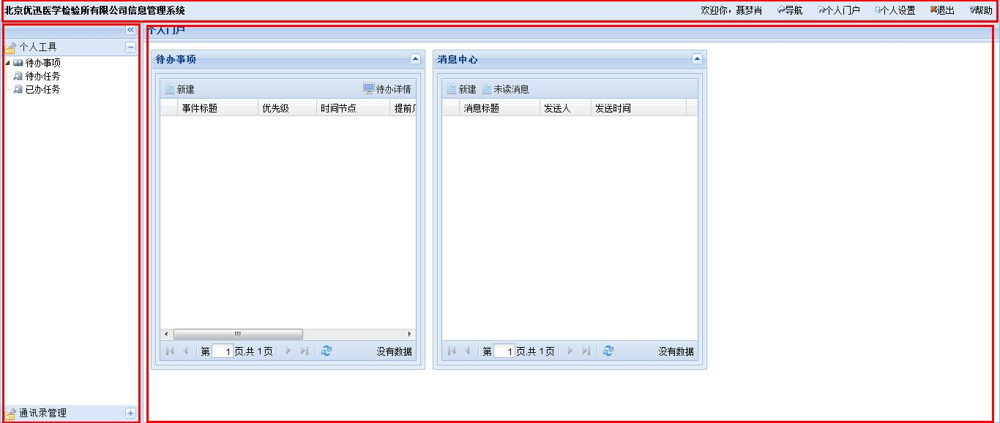 北京优迅医学检验所有限公司信息管理系统 欢迎你，聂梦肖 导航 个人门户 个人设置 退出 帮助
个人工具
待办事项
待办任务
已办任务
通讯录管理
个人门户
待办事项
新建 待办详情
事件标题 优先级 时间节点 提前
第 1 页,共 1 页 没有数据
消息中心
新建 未读消息
消息标题 发送人 发送时间
第 1 页,共 1 页 没有数据